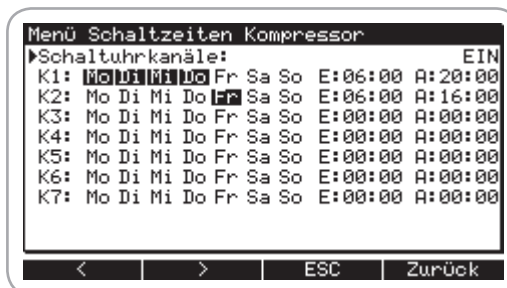 Menü Schaltzeiten Kompressor
▶Schaltuhrkanäle: EIN
K1: Mo Di Mi Do Fr Sa So E:06:00 A:20:00
K2: Mo Di Mi Do Fr Sa So E:06:00 A:16:00
K3: Mo Di Mi Do Fr Sa So E:00:00 A:00:00
K4: Mo Di Mi Do Fr Sa So E:00:00 A:00:00
K5: Mo Di Mi Do Fr Sa So E:00:00 A:00:00
K6: Mo Di Mi Do Fr Sa So E:00:00 A:00:00
K7: Mo Di Mi Do Fr Sa So E:00:00 A:00:00
< > ESC Zurück